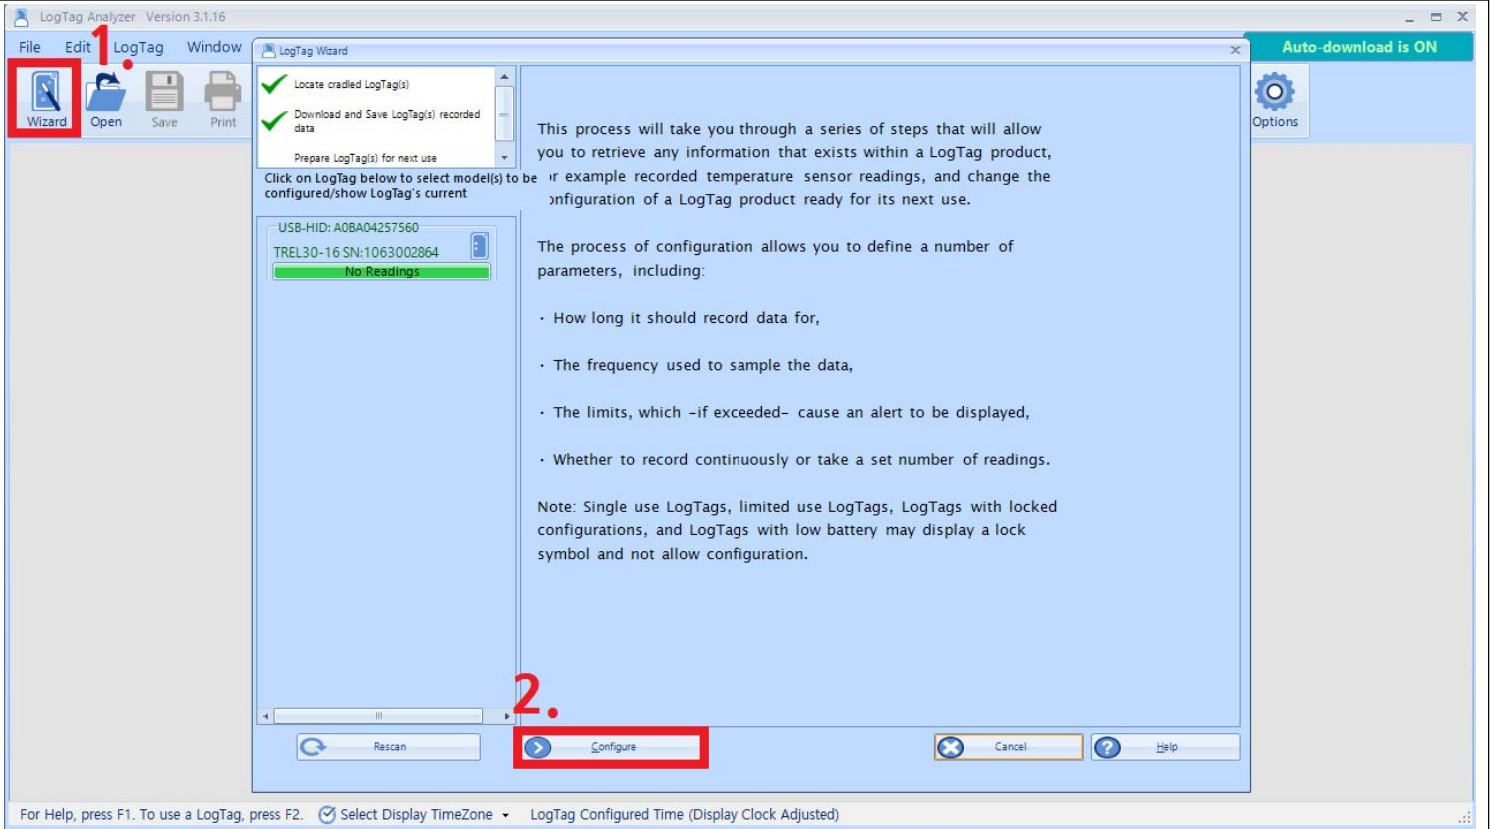 LogTag Analyzer Version 3.1.16
File Edit LogTag Window
1.
Auto-download is ON
Wizard Open Save Print
Options
LogTag Wizard
Locate cradled LogTag(s)
Download and Save LogTag(s) recorded
data
Prepare LogTag(s) for next use
Click on LogTag below to select model(s) to be
configured/show LogTag's current
USB-HID: A0BA04257560
TREL30-16 SN:1063002864
No Readings
This process will take you through a series of steps that will allow
you to retrieve any information that exists within a LogTag product,
r example recorded temperature sensor readings, and change the
onfiguration of a LogTag product ready for its next use.
The process of configuration allows you to define a number of
parameters, including:
· How long it should record data for,
· The frequency used to sample the data,
· The limits, which -if exceeded- cause an alert to be displayed,
· Whether to record continuously or take a set number of readings.
Note: Single use LogTags, limited use LogTags, LogTags with locked
configurations, and LogTags with low battery may display a lock
symbol and not allow configuration.
2.
Rescan
Configure
Cancel
Help
For Help, press F1. To use a LogTag, press F2. Select Display TimeZone LogTag Configured Time (Display Clock Adjusted)